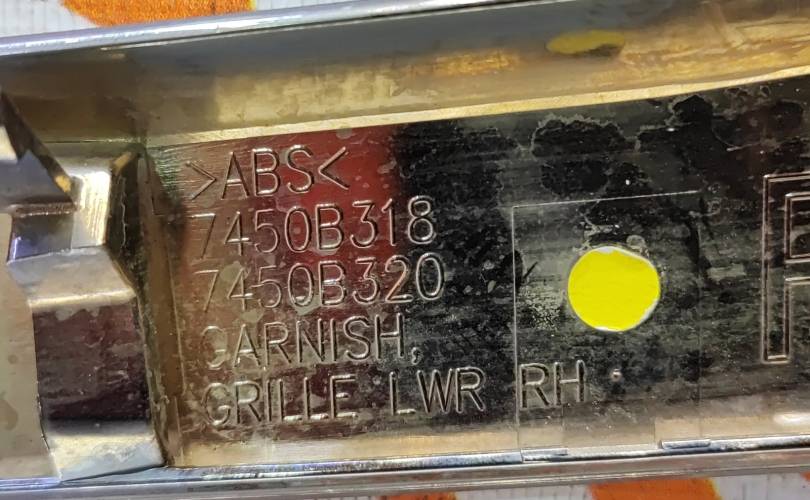 >ABS<
7450B318
7450B320
GARNISH,
GRILLE LWR RH
R